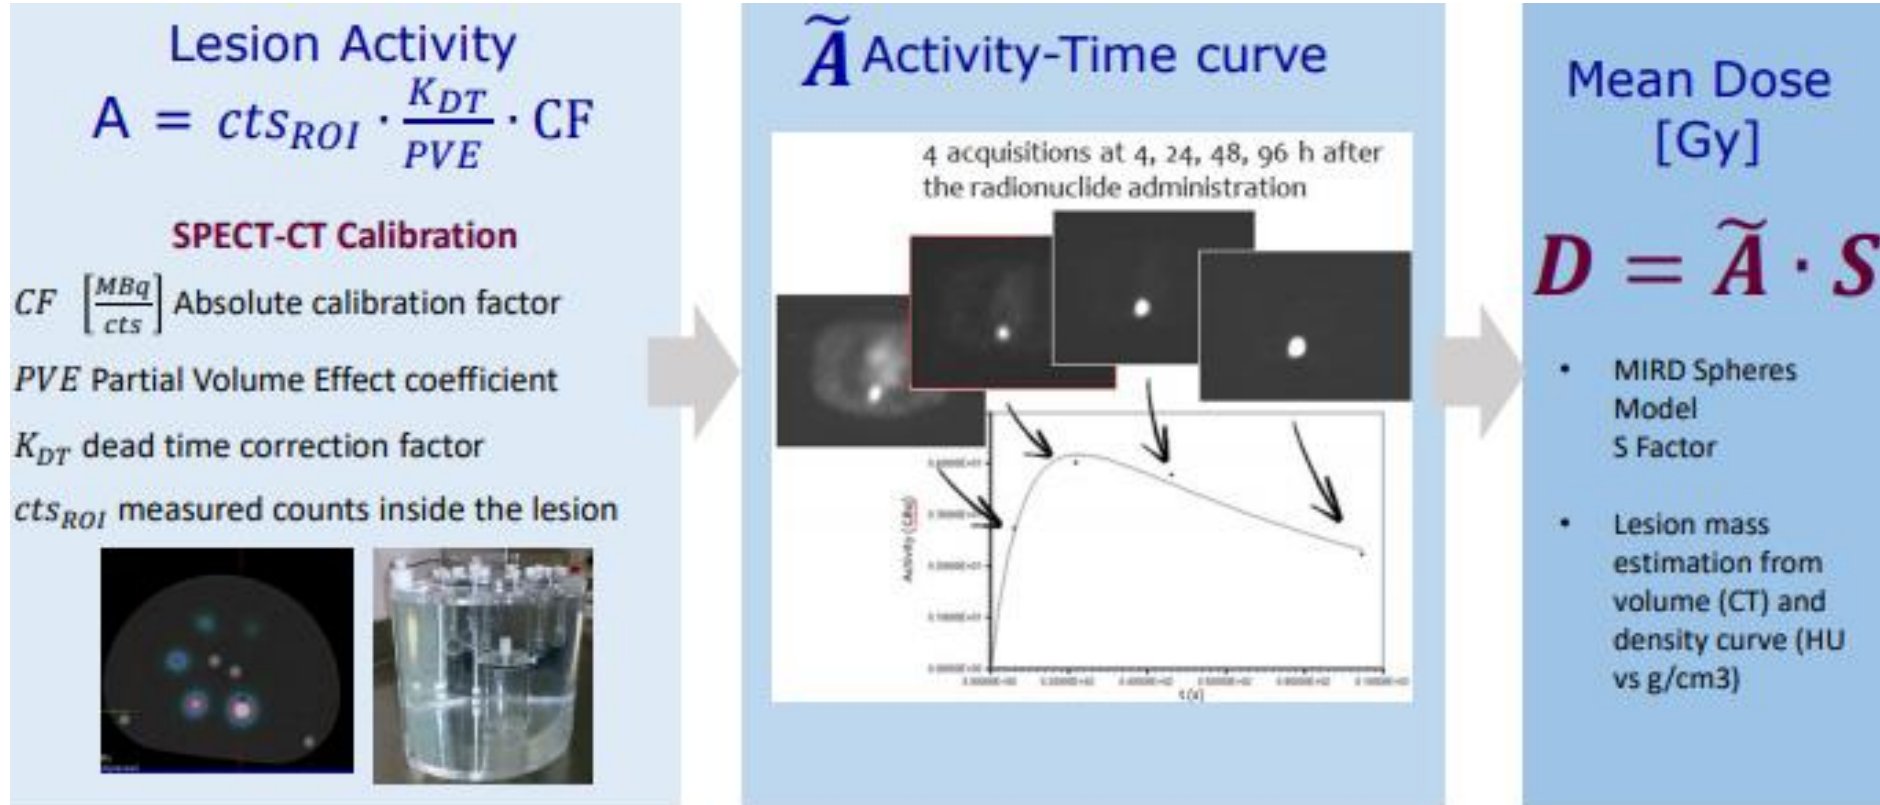 Lesion Activity
A = cts_ROI · K_DT / PVE · CF
SPECT-CT Calibration
CF [MBq/cts] Absolute calibration factor
PVE Partial Volume Effect coefficient
K_DT dead time correction factor
cts_ROI measured counts inside the lesion
Ã Activity-Time curve
4 acquisitions at 4, 24, 48, 96 h after
the radionuclide administration
Mean Dose
[Gy]
D = Ã · S
• MIRD Spheres
Model
S Factor
• Lesion mass
estimation from
volume (CT) and
density curve (HU
vs g/cm3)